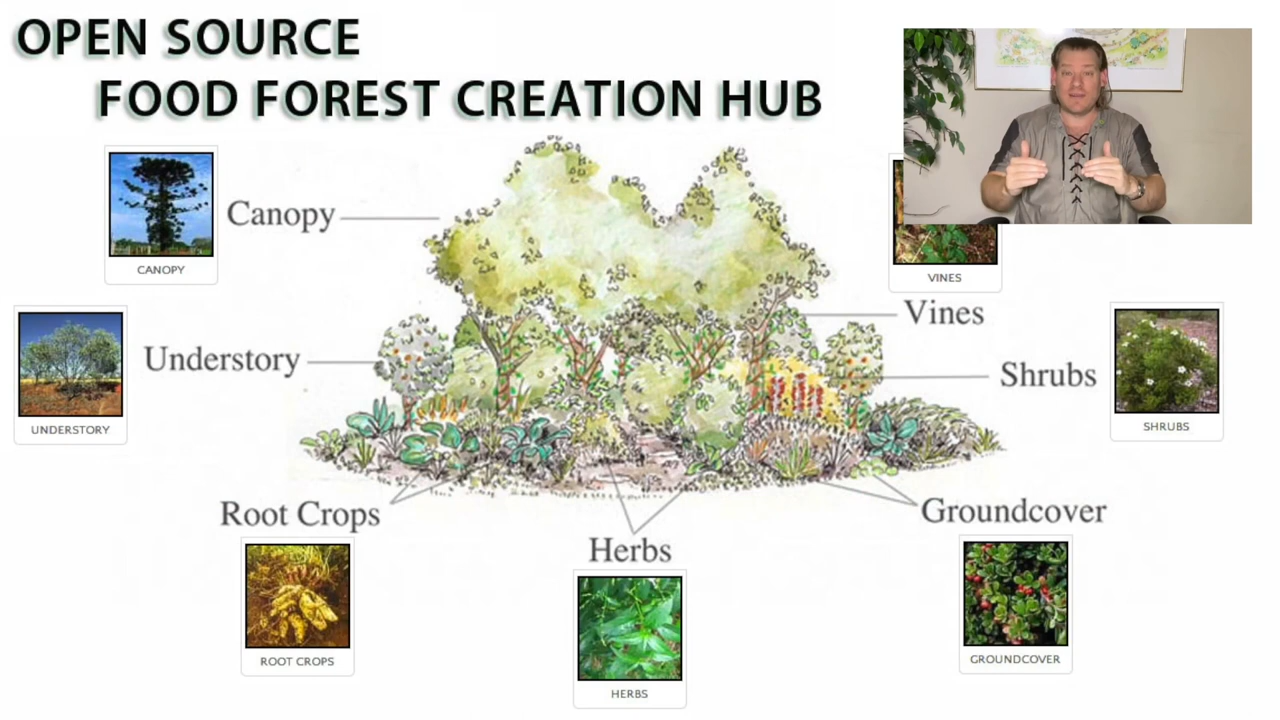 OPEN SOURCE
FOOD FOREST CREATION HUB
CANOPY
Canopy
VINES
Vines
UNDERSTORY
Understory
Shrubs
SHRUBS
Root Crops
ROOT CROPS
Herbs
HERBS
Groundcover
GROUNDCOVER